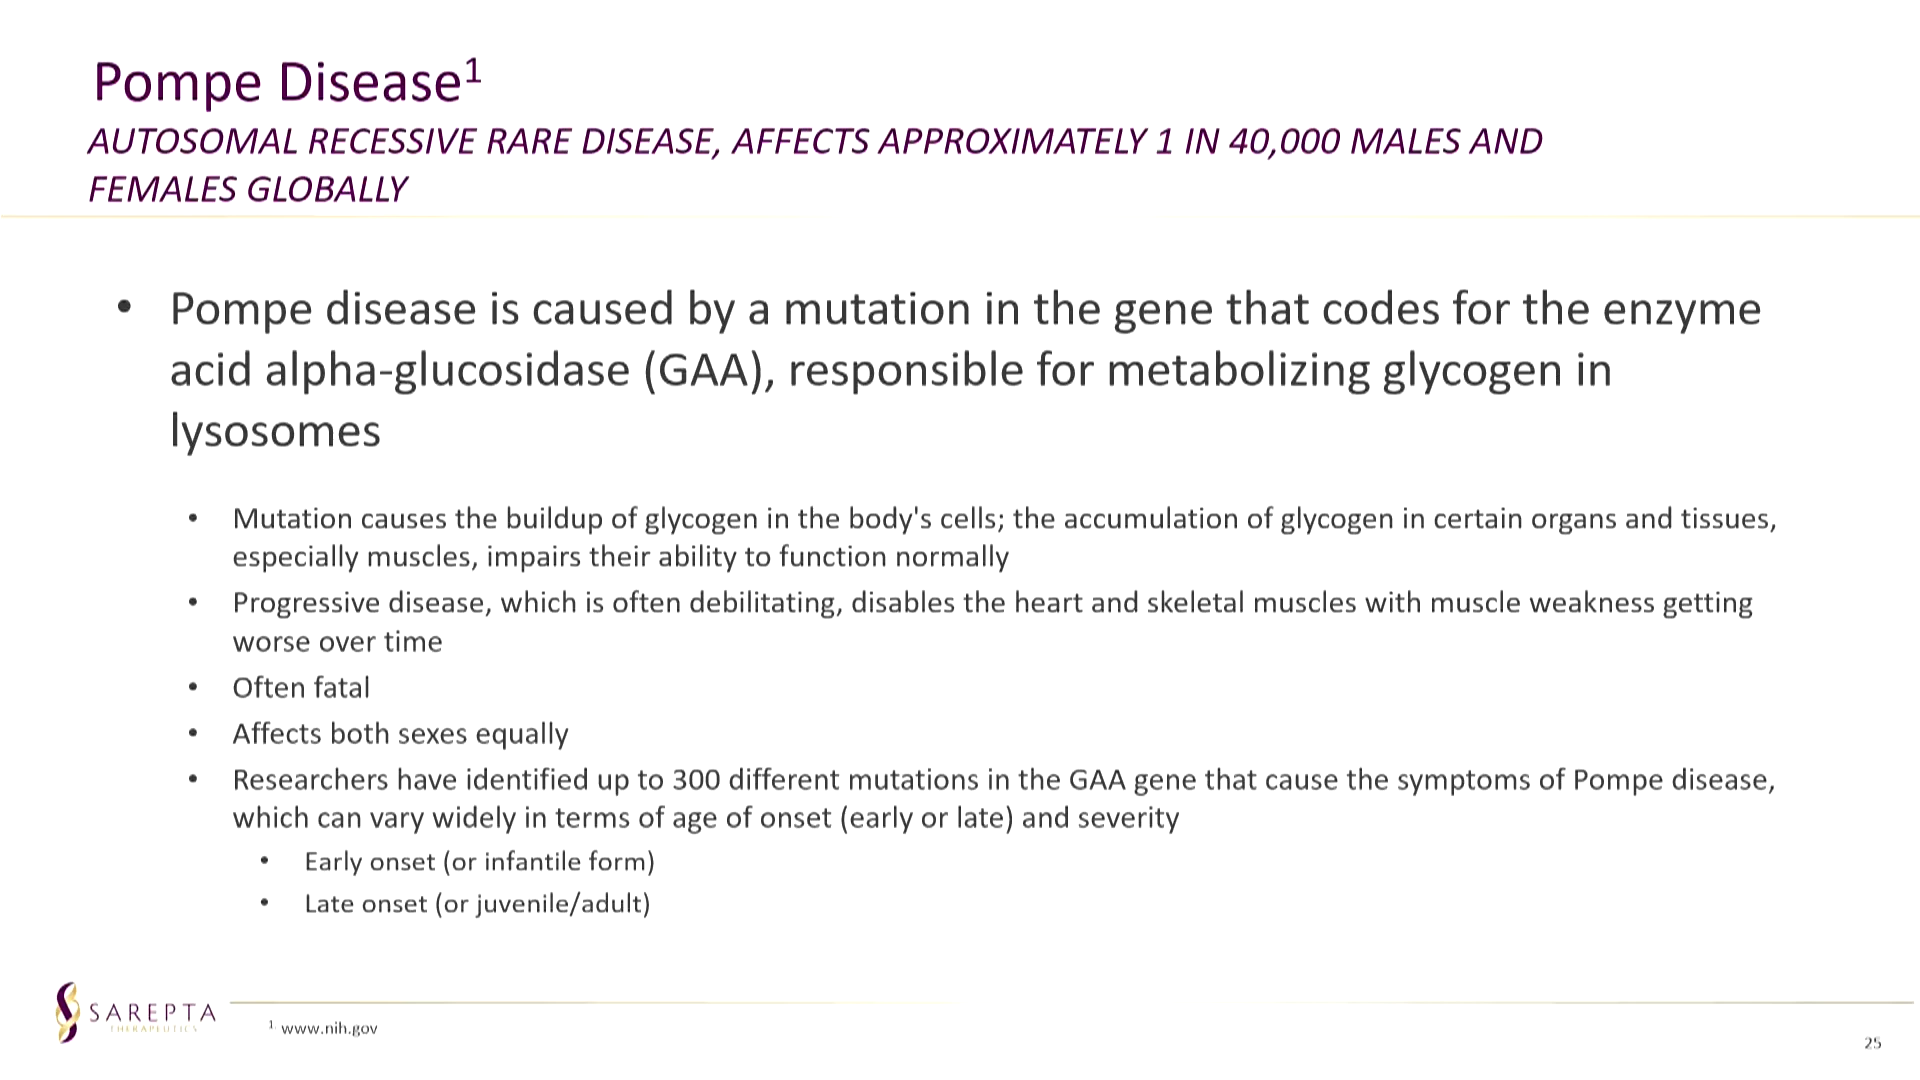 Pompe Disease¹
AUTOSOMAL RECESSIVE RARE DISEASE, AFFECTS APPROXIMATELY 1 IN 40,000 MALES AND
FEMALES GLOBALLY
• Pompe disease is caused by a mutation in the gene that codes for the enzyme
acid alpha-glucosidase (GAA), responsible for metabolizing glycogen in
lysosomes
• Mutation causes the buildup of glycogen in the body's cells; the accumulation of glycogen in certain organs and tissues,
especially muscles, impairs their ability to function normally
• Progressive disease, which is often debilitating, disables the heart and skeletal muscles with muscle weakness getting
worse over time
• Often fatal
• Affects both sexes equally
• Researchers have identified up to 300 different mutations in the GAA gene that cause the symptoms of Pompe disease,
which can vary widely in terms of age of onset (early or late) and severity
• Early onset (or infantile form)
• Late onset (or juvenile/adult)
SAREPTA
THERAPEUTICS
1. www.nih.gov
25